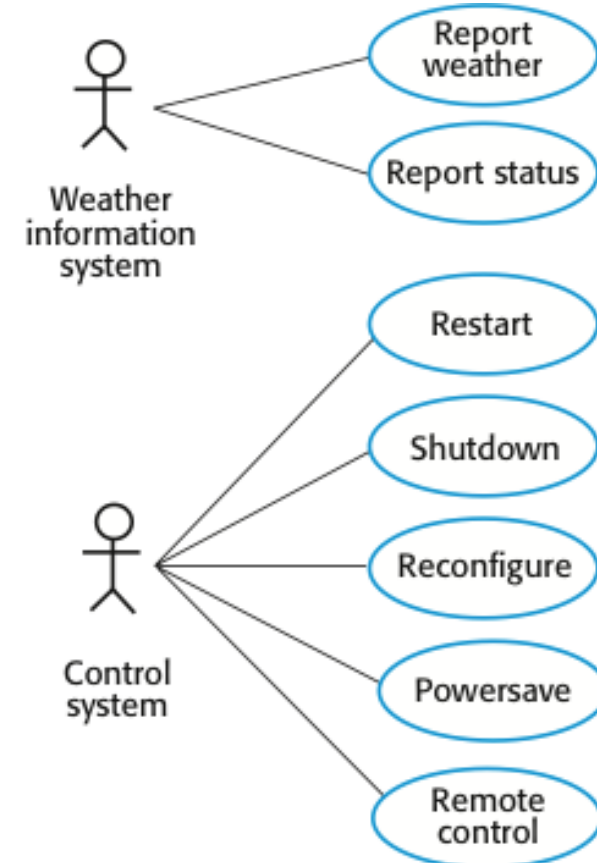 Report
weather
Report status
Weather
information
system
Restart
Shutdown
Reconfigure
Control
system
Powersave
Remote
control